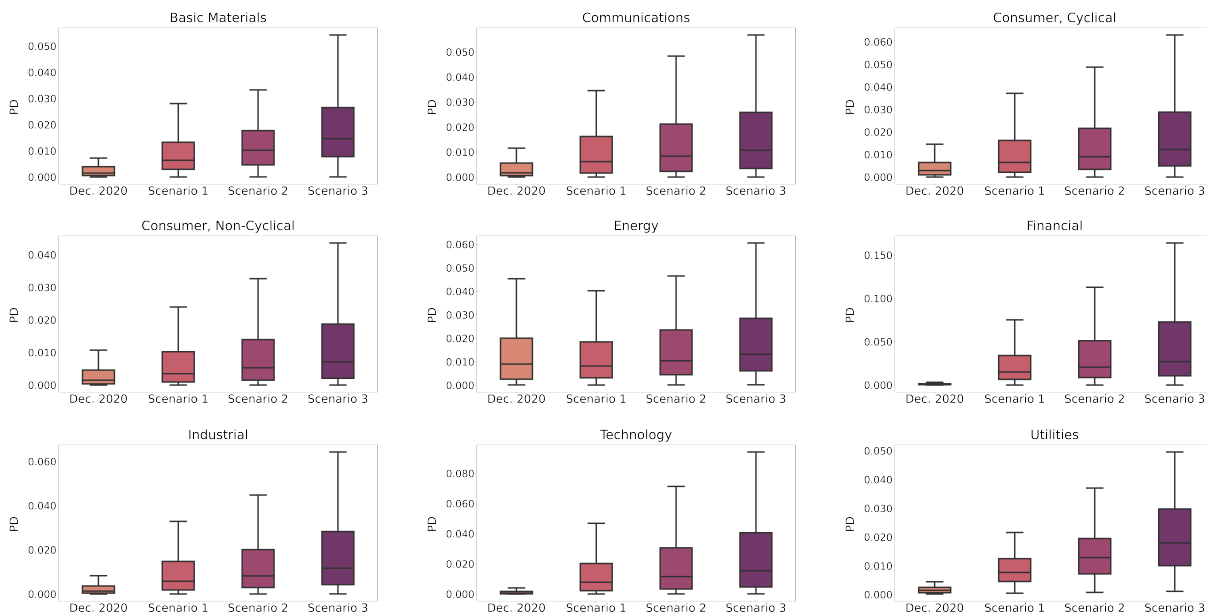 Basic Materials
PD
0.050
0.040
0.030
0.020
0.010
0.000
Dec. 2020 Scenario 1 Scenario 2 Scenario 3
Communications
PD
0.050
0.040
0.030
0.020
0.010
0.000
Dec. 2020 Scenario 1 Scenario 2 Scenario 3
Consumer, Cyclical
PD
0.060
0.050
0.040
0.030
0.020
0.010
0.000
Dec. 2020 Scenario 1 Scenario 2 Scenario 3
Consumer, Non-Cyclical
PD
0.040
0.030
0.020
0.010
0.000
Dec. 2020 Scenario 1 Scenario 2 Scenario 3
Energy
PD
0.060
0.050
0.040
0.030
0.020
0.010
0.000
Dec. 2020 Scenario 1 Scenario 2 Scenario 3
Financial
PD
0.150
0.100
0.050
0.000
Dec. 2020 Scenario 1 Scenario 2 Scenario 3
Industrial
PD
0.060
0.040
0.020
0.000
Dec. 2020 Scenario 1 Scenario 2 Scenario 3
Technology
PD
0.080
0.060
0.040
0.020
0.000
Dec. 2020 Scenario 1 Scenario 2 Scenario 3
Utilities
PD
0.050
0.040
0.030
0.020
0.010
0.000
Dec. 2020 Scenario 1 Scenario 2 Scenario 3